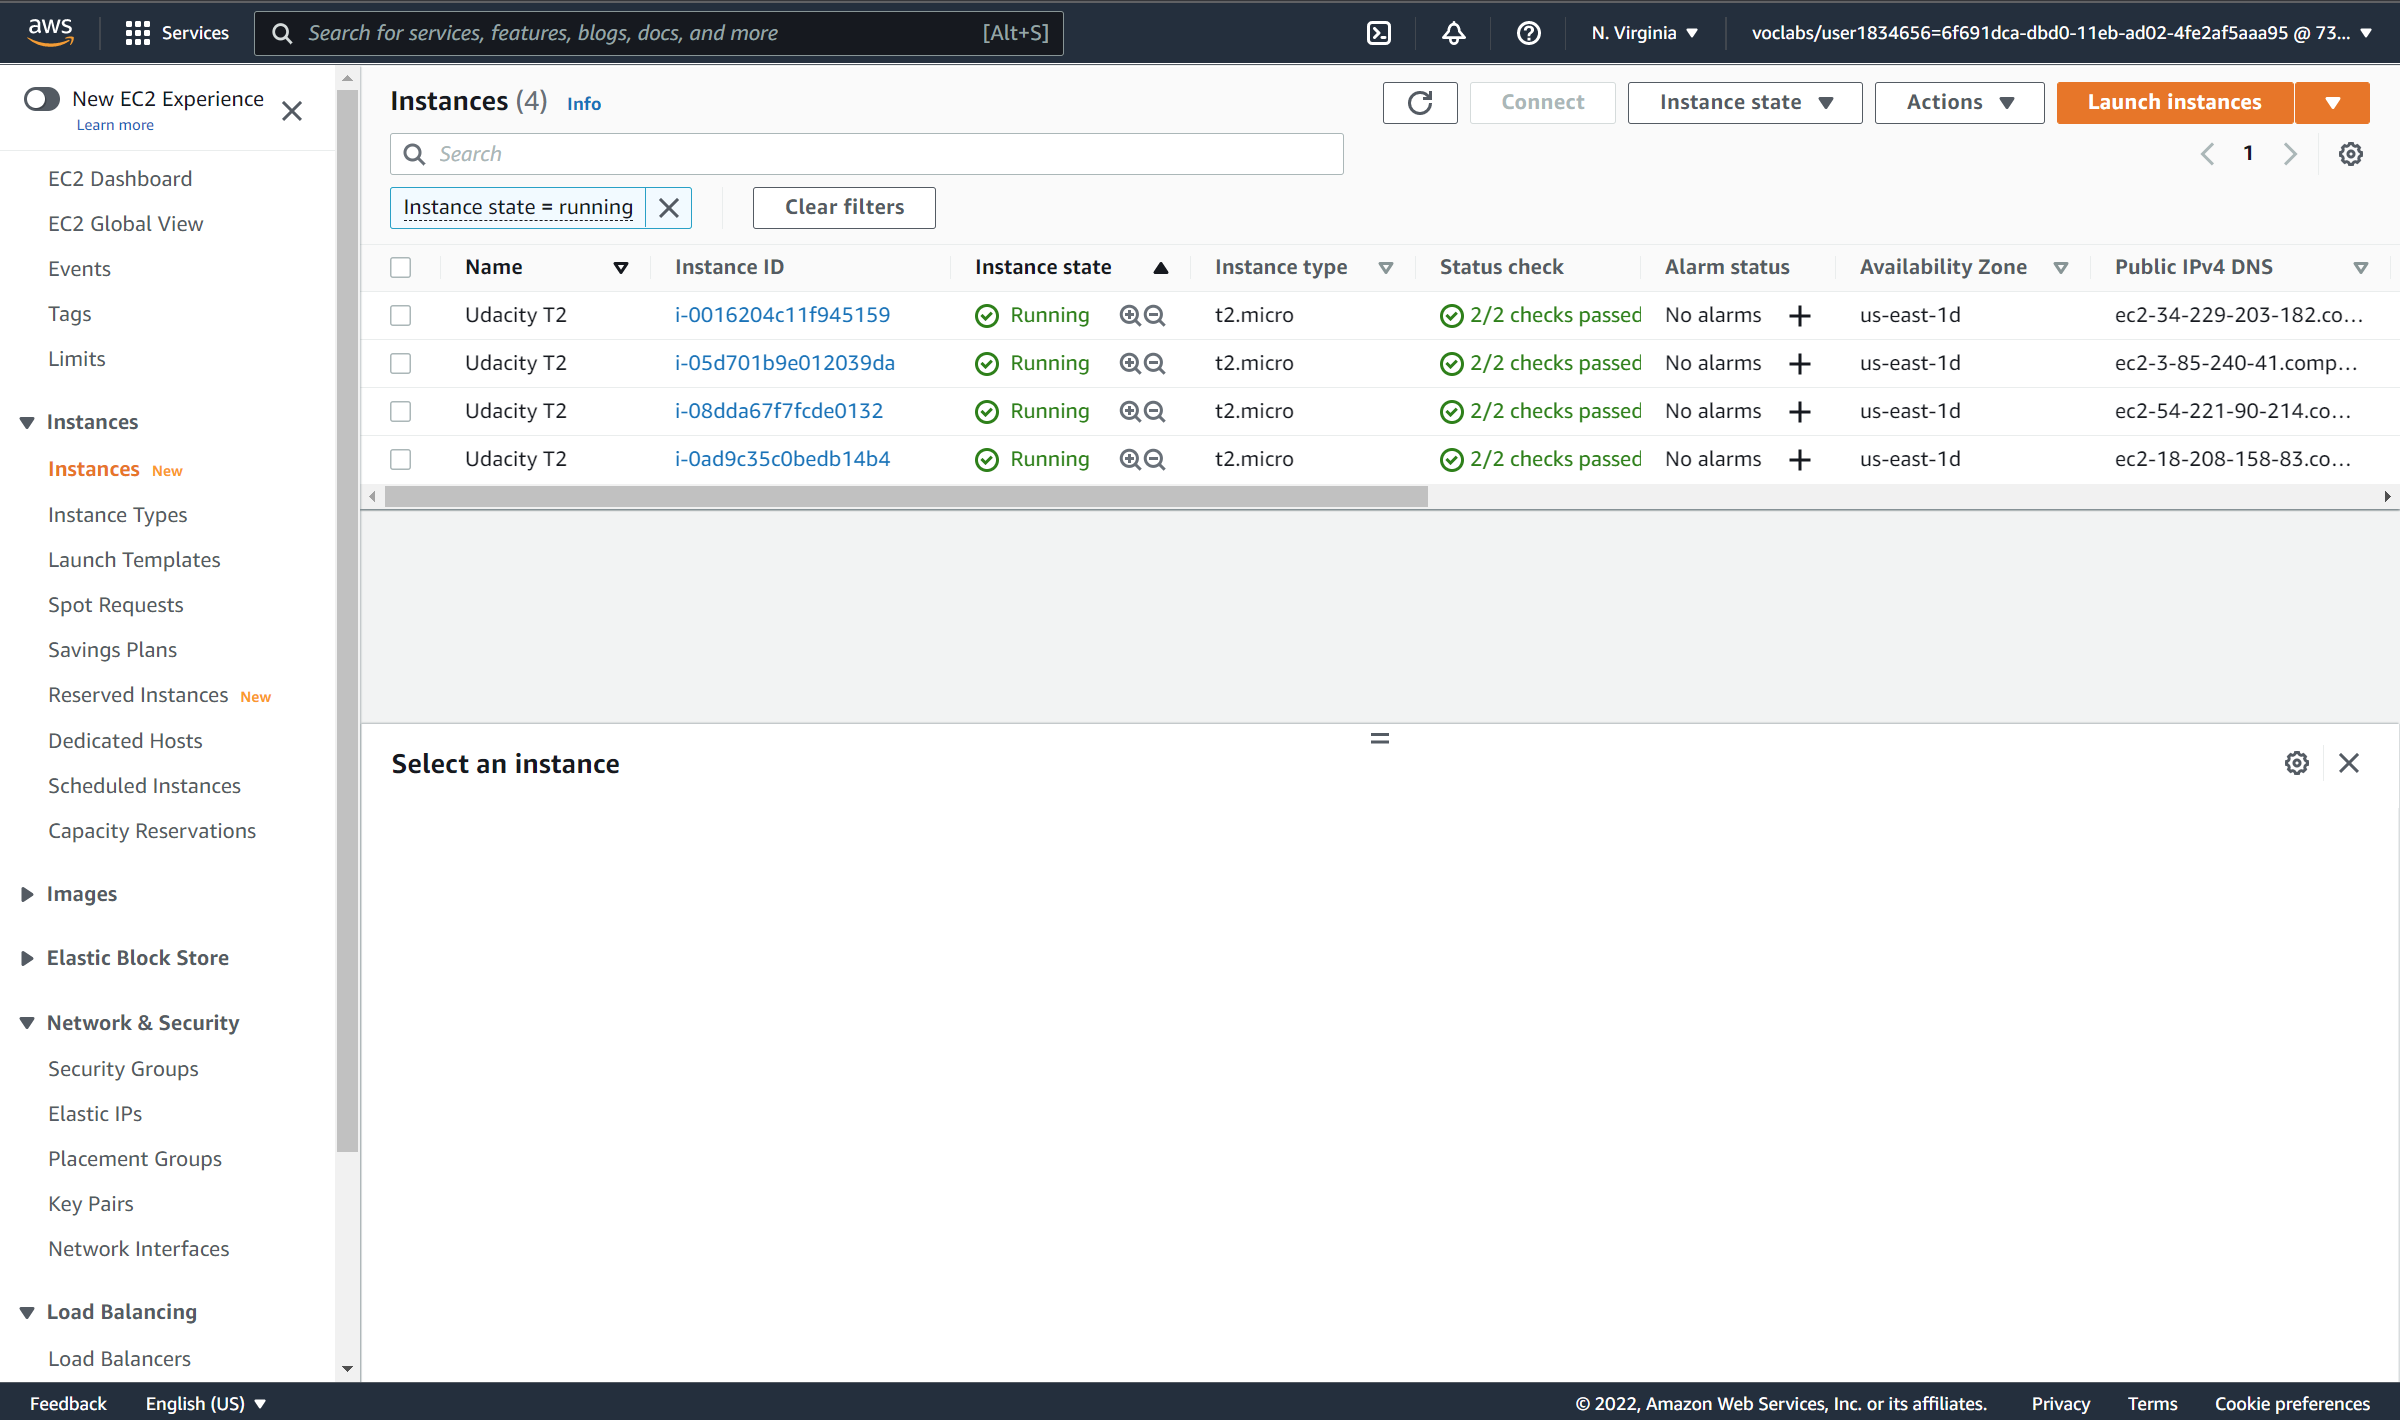 aws
Services
Search for services, features, blogs, docs, and more
[Alt+S]
N. Virginia
voclabs/user1834656=6f691dca-dbd0-11eb-ad02-4fe2af5aaa95 @ 73...
New EC2 Experience
Learn more
EC2 Dashboard
EC2 Global View
Events
Tags
Limits
Instances
Instances New
Instance Types
Launch Templates
Spot Requests
Savings Plans
Reserved Instances New
Dedicated Hosts
Scheduled Instances
Capacity Reservations
Images
Elastic Block Store
Network & Security
Security Groups
Elastic IPs
Placement Groups
Key Pairs
Network Interfaces
Load Balancing
Load Balancers
Instances (4) Info
Connect
Instance state
Actions
Launch instances
Search
1
Instance state = running
Clear filters
Name Instance ID Instance state Instance type Status check Alarm status Availability Zone Public IPv4 DNS
Udacity T2 i-0016204c11f945159 Running t2.micro 2/2 checks passed No alarms us-east-1d ec2-34-229-203-182.co...
Udacity T2 i-05d701b9e012039da Running t2.micro 2/2 checks passed No alarms us-east-1d ec2-3-85-240-41.comp...
Udacity T2 i-08dda67f7fcde0132 Running t2.micro 2/2 checks passed No alarms us-east-1d ec2-54-221-90-214.co...
Udacity T2 i-0ad9c35c0bedb14b4 Running t2.micro 2/2 checks passed No alarms us-east-1d ec2-18-208-158-83.co...
Select an instance
Feedback
English (US)
© 2022, Amazon Web Services, Inc. or its affiliates.
Privacy
Terms
Cookie preferences